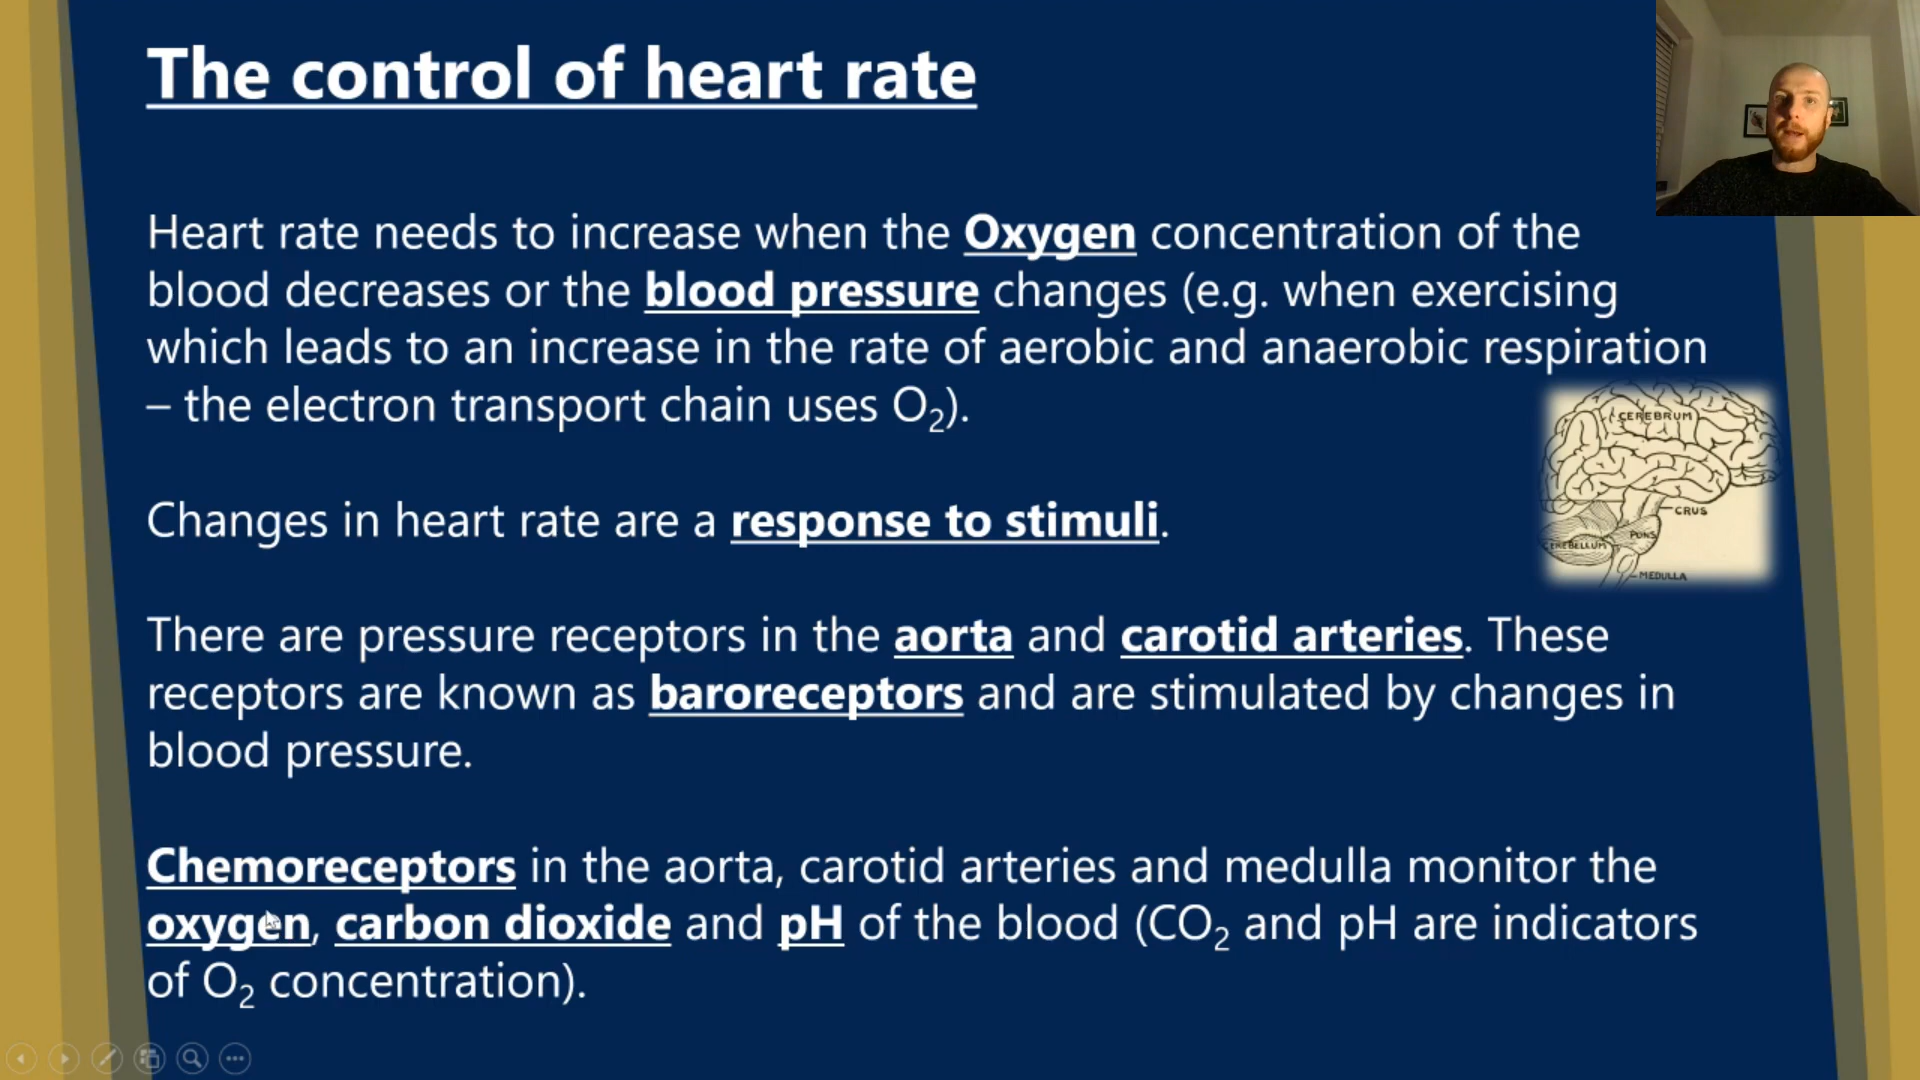 The control of heart rate
Heart rate needs to increase when the Oxygen concentration of the
blood decreases or the blood pressure changes (e.g. when exercising
which leads to an increase in the rate of aerobic and anaerobic respiration
– the electron transport chain uses O₂).
CEREBRUM
CRUS
PONS
CEREBELLUM
MEDULLA
Changes in heart rate are a response to stimuli.
There are pressure receptors in the aorta and carotid arteries. These
receptors are known as baroreceptors and are stimulated by changes in
blood pressure.
Chemoreceptors in the aorta, carotid arteries and medulla monitor the
oxygen, carbon dioxide and pH of the blood (CO₂ and pH are indicators
of O₂ concentration).